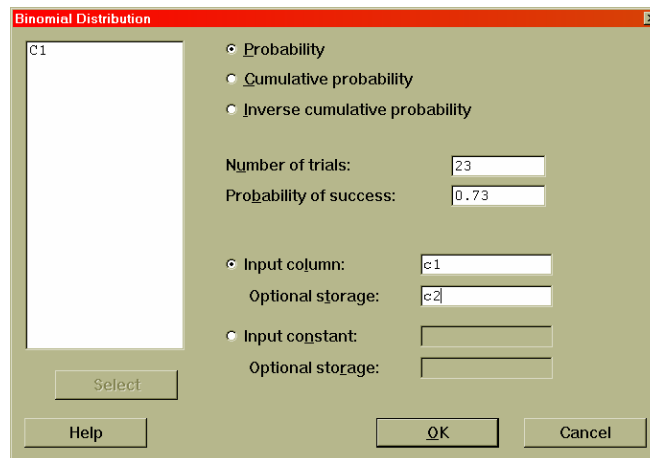 Binomial Distribution
C1
Probability
Cumulative probability
Inverse cumulative probability
Number of trials: 23
Probability of success: 0.73
Input column: c1
Optional storage: c2
Input constant:
Optional storage:
Select
Help
OK
Cancel